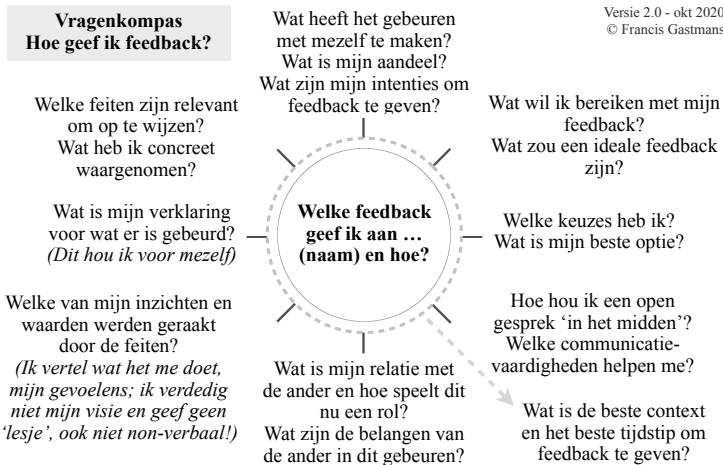 Vragenkompas
Hoe geef ik feedback?
Versie 2.0 - okt 2020
© Francis Gastmans
Wat heeft het gebeuren
met mezelf te maken?
Wat is mijn aandeel?
Wat zijn mijn intenties om
feedback te geven?
Wat wil ik bereiken met mijn
feedback?
Wat zou een ideale feedback
zijn?
Welke keuzes heb ik?
Wat is mijn beste optie?
Hoe hou ik een open
gesprek ‘in het midden’?
Welke communicatie-
vaardigheden helpen me?
Wat is de beste context
en het beste tijdstip om
feedback te geven?
Wat is mijn relatie met
de ander en hoe speelt dit
nu een rol?
Wat zijn de belangen van
de ander in dit gebeuren?
Welke van mijn inzichten en
waarden werden geraakt
door de feiten?
(Ik vertel wat het me doet,
mijn gevoelens; ik verdedig
niet mijn visie en geef geen
‘lesje’, ook niet non-verbaal!)
Wat is mijn verklaring
voor wat er is gebeurd?
(Dit hou ik voor mezelf)
Welke feiten zijn relevant
om op te wijzen?
Wat heb ik concreet
waargenomen?
Welke feedback
geef ik aan …
(naam) en hoe?